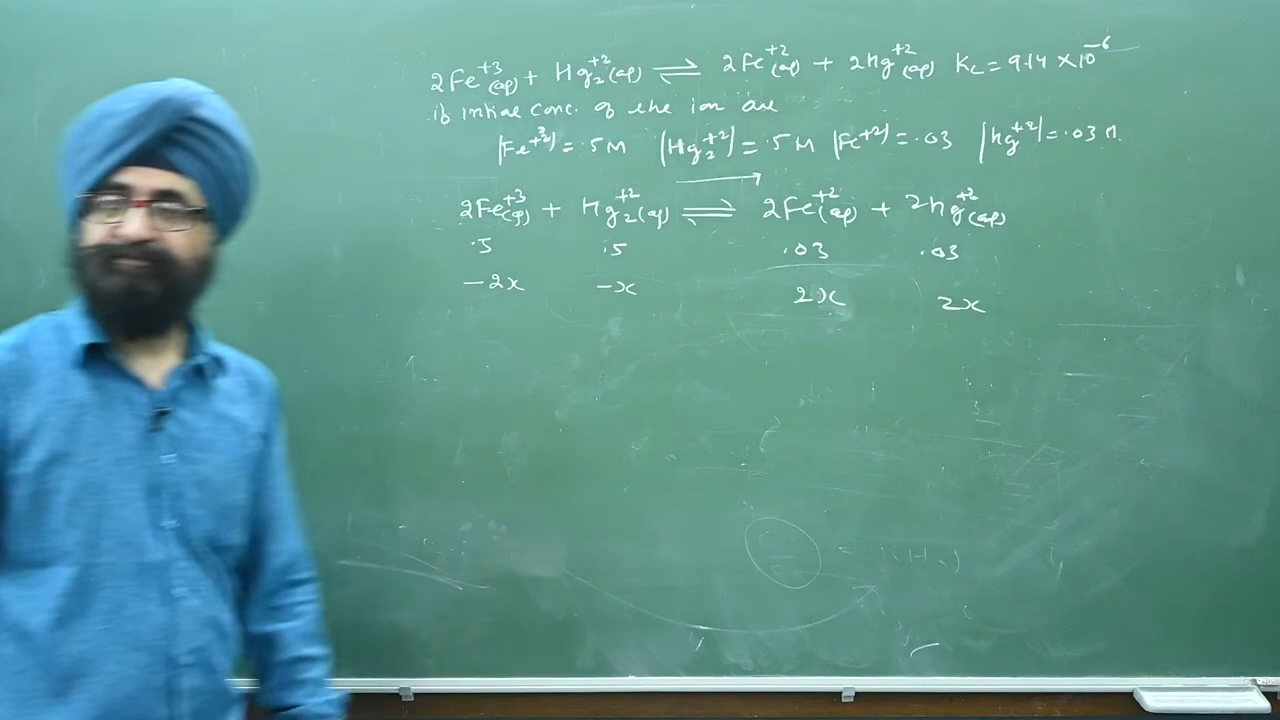 2Fe⁺³(aq) + Hg₂⁺²(aq) ⇌ 2Fe⁺²(aq) + 2Hg⁺²(aq) Kc = 9.14 × 10⁻⁶
if initial conc. of the ion are
|Fe⁺³| = .5 M |Hg₂⁺²| = .5 M |Fe⁺²| = .03 |Hg⁺²| = .03 M.
2Fe⁺³(aq) + Hg₂⁺²(aq) ⇌ 2Fe⁺²(aq) + 2Hg⁺²(aq)
.5 .5 .03 .03
-2x -x 2x 2x